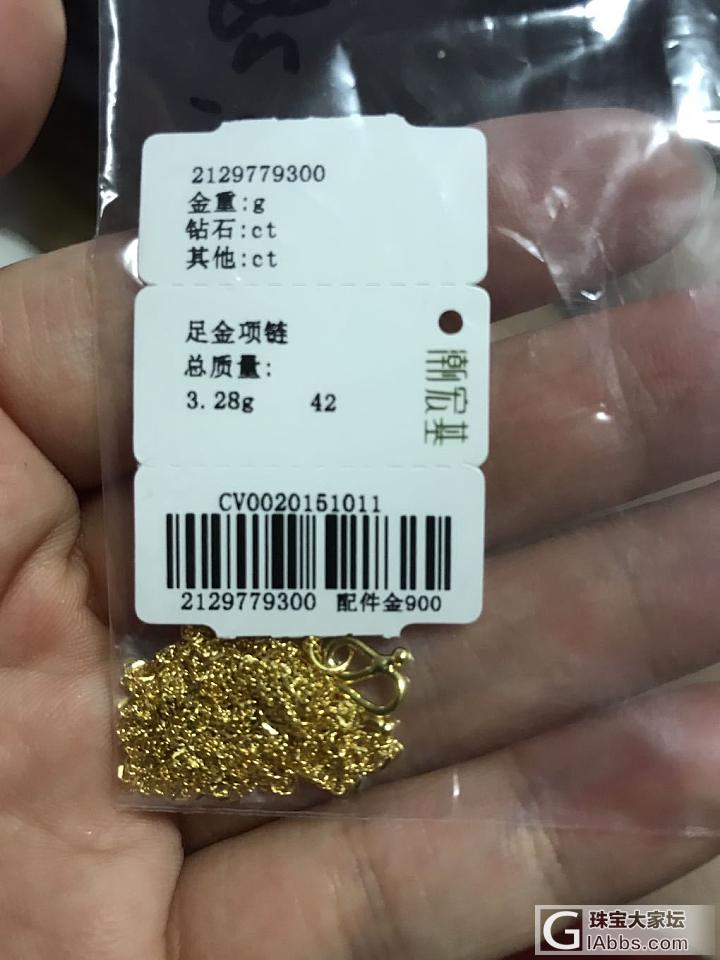 2129779300
金重:g
钻石:ct
其他:ct
足金项链
总质量:
3.28g 42
潮宏基
CV0020151011
2129779300 配件金900
G 珠宝大家坛
IAbbs.com